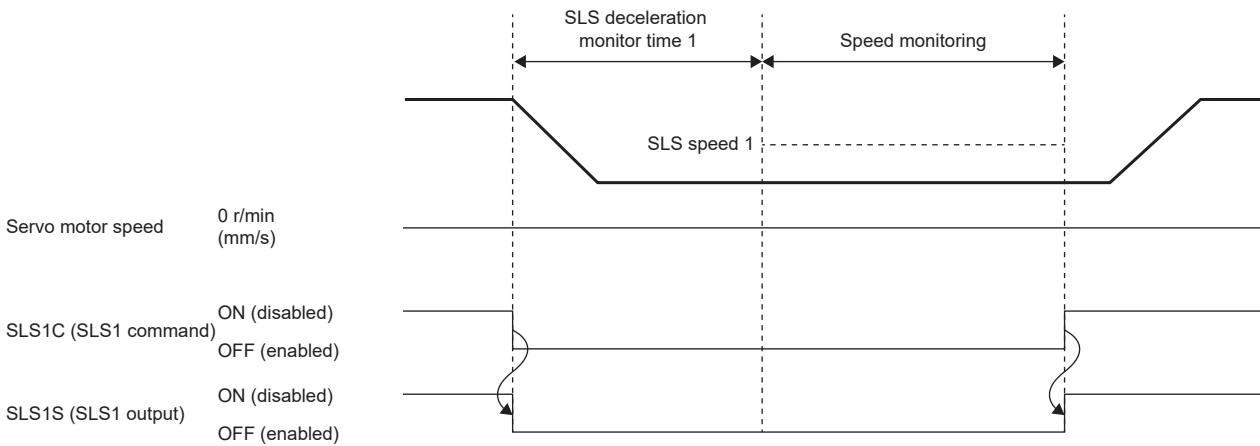 SLS deceleration
monitor time 1
Speed monitoring
SLS speed 1
Servo motor speed
0 r/min
(mm/s)
SLS1C (SLS1 command)
ON (disabled)
OFF (enabled)
SLS1S (SLS1 output)
ON (disabled)
OFF (enabled)